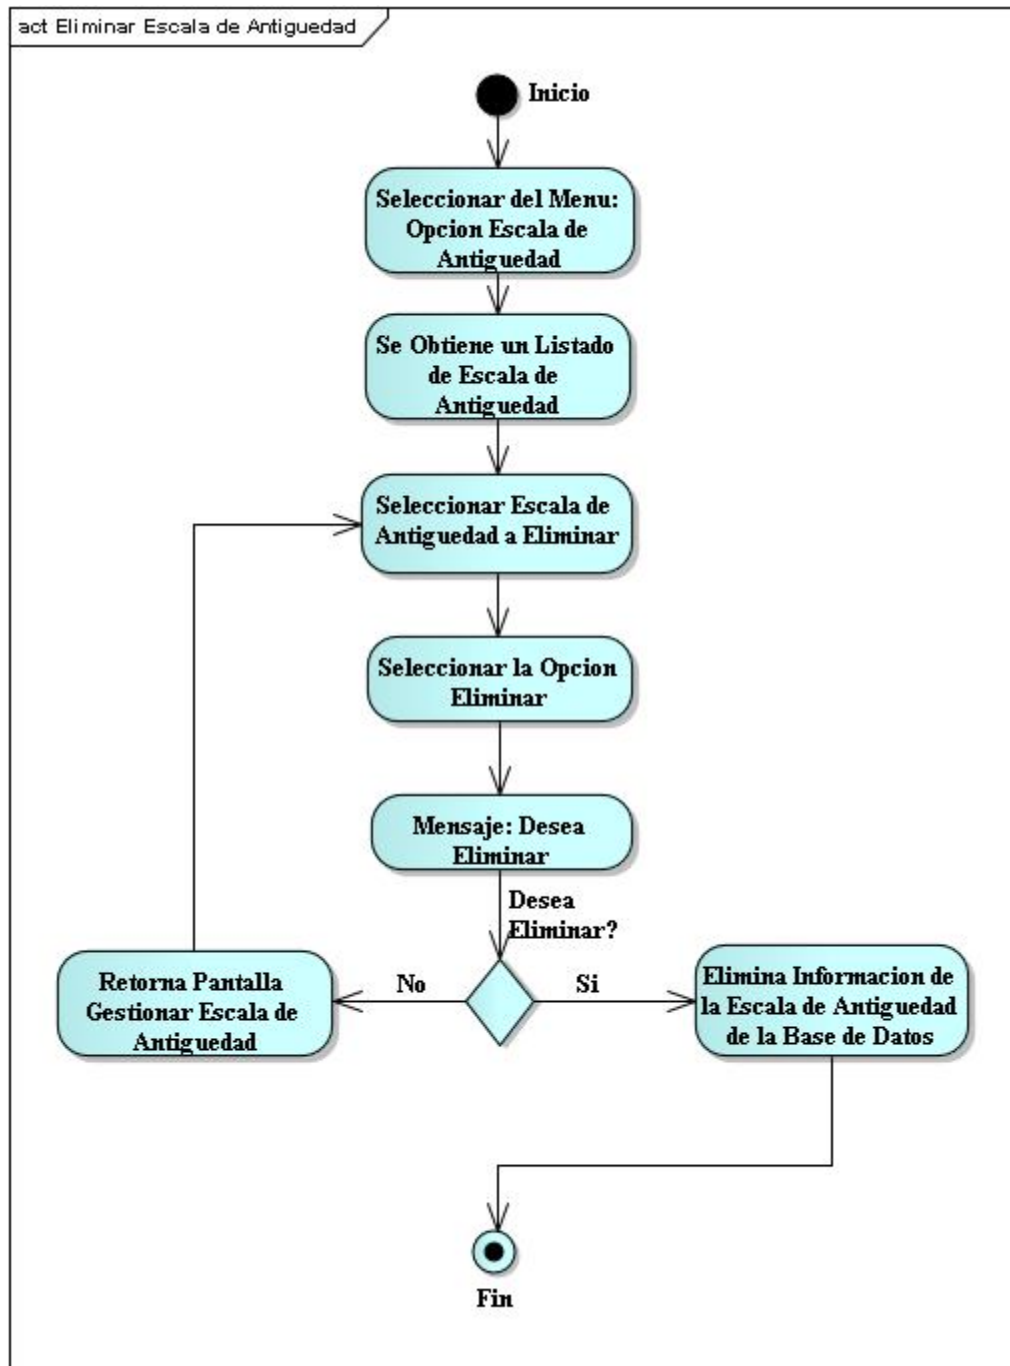 act Eliminar Escala de Antiguedad
Inicio
Seleccionar del Menu:
Opcion Escala de
Antiguedad
Se Obtiene un Listado
de Escala de
Antiguedad
Seleccionar Escala de
Antiguedad a Eliminar
Seleccionar la Opcion
Eliminar
Mensaje: Desea
Eliminar
Desea
Eliminar?
No
Si
Retorna Pantalla
Gestionar Escala de
Antiguedad
Elimina Informacion de
la Escala de Antiguedad
de la Base de Datos
Fin